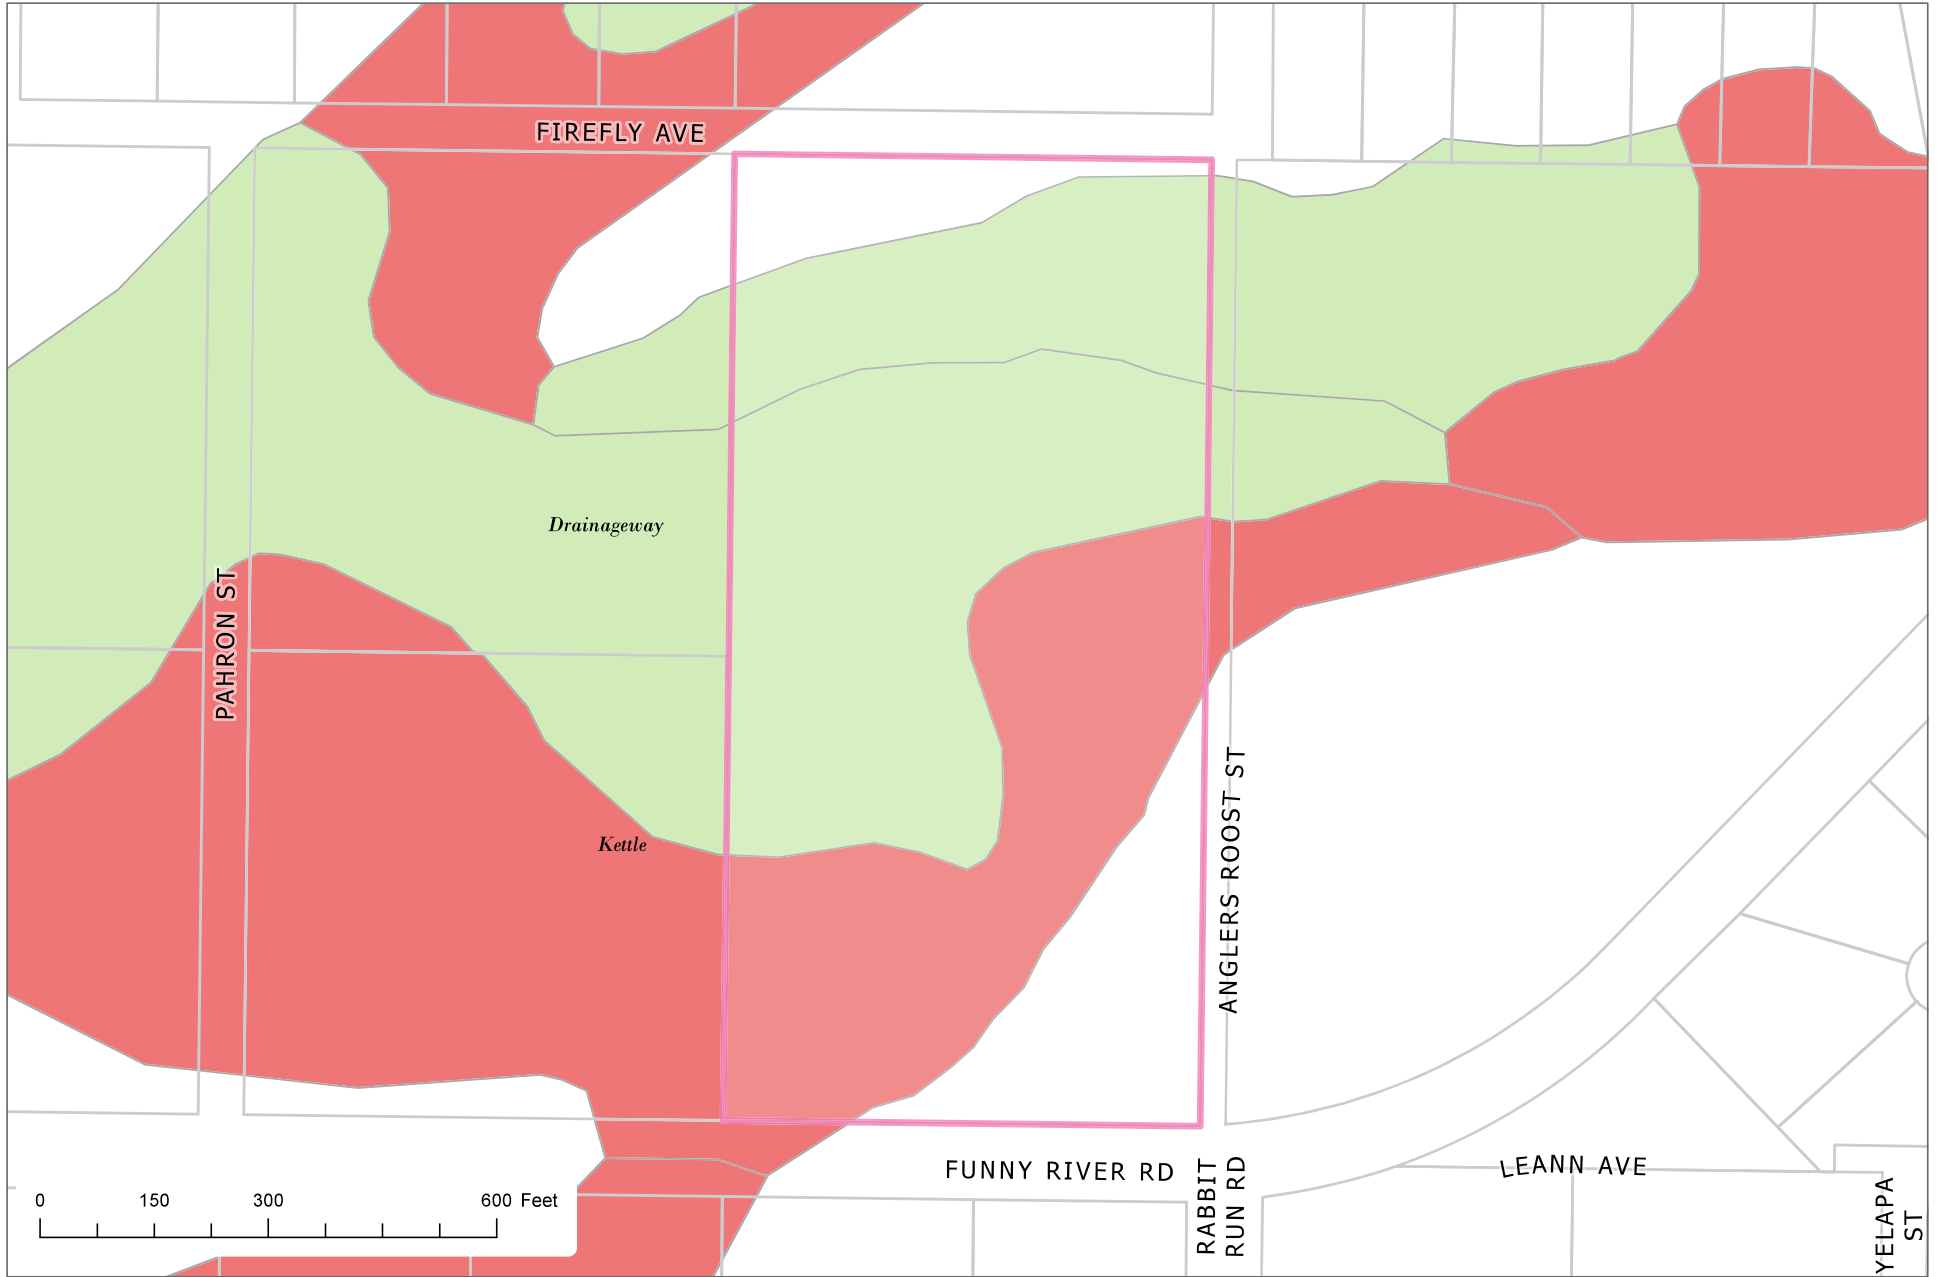 FIREFLY AVE
Drainageway
PAHRON ST
Kettle
ANGLERS ROOST ST
FUNNY RIVER RD
RABBIT
RUN RD
LEANN AVE
YELAPA
ST
0 150 300 600 Feet